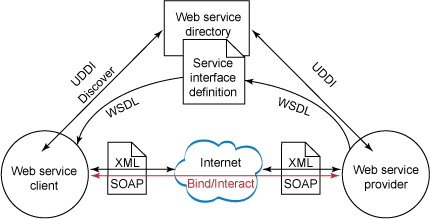 Web service
directory
Service
interface
definition
UDDI
Discover
UDDI
WSDL
WSDL
Web service
client
XML
SOAP
Internet
Bind/Interact
XML
SOAP
Web service
provider